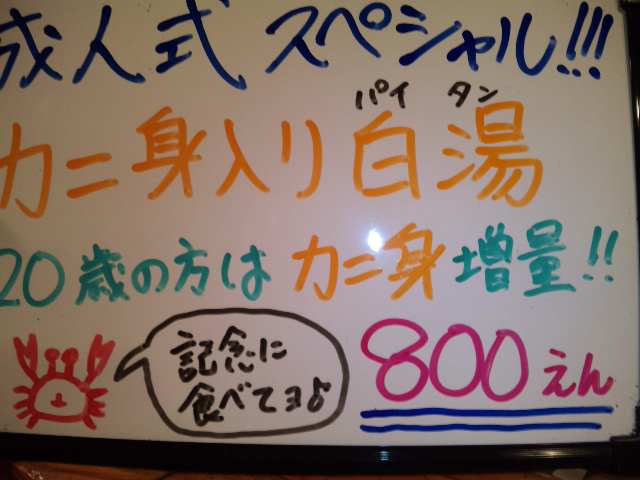 成人式 スペシャル!!!
パイ タン
カニ身入り 白湯
20歳の方は カニ身 増量!!
記念に
食べてョ♪
800えん